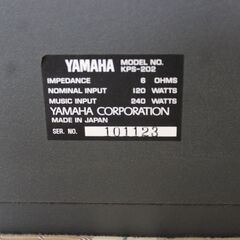 YAMAHA MODEL NO. KPS-202
IMPEDANCE 6 OHMS
NOMINAL INPUT 120 WATTS
MUSIC INPUT 240 WATTS
YAMAHA CORPORATION
MADE IN JAPAN
SER. NO. 101123